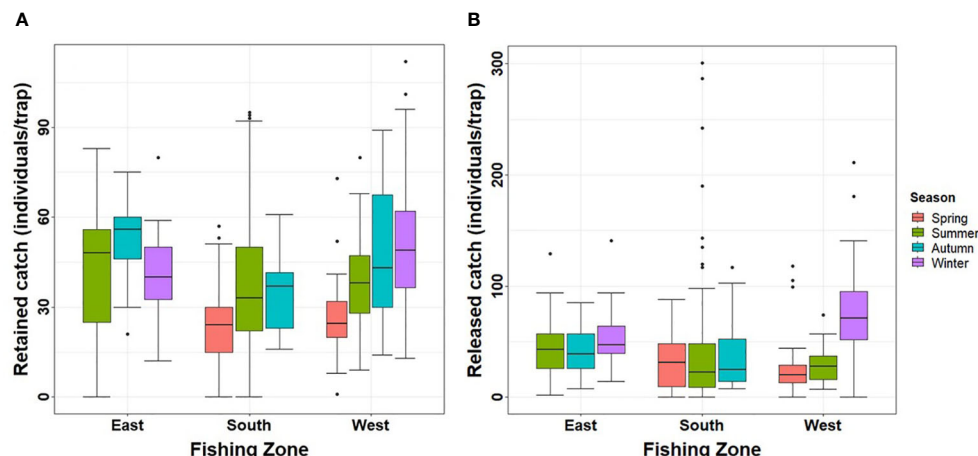 A
Retained catch (individuals/trap)
90
60
30
0
East South West
Fishing Zone
B
Released catch (individuals/trap)
300
200
100
0
East South West
Fishing Zone
Season
Spring
Summer
Autumn
Winter